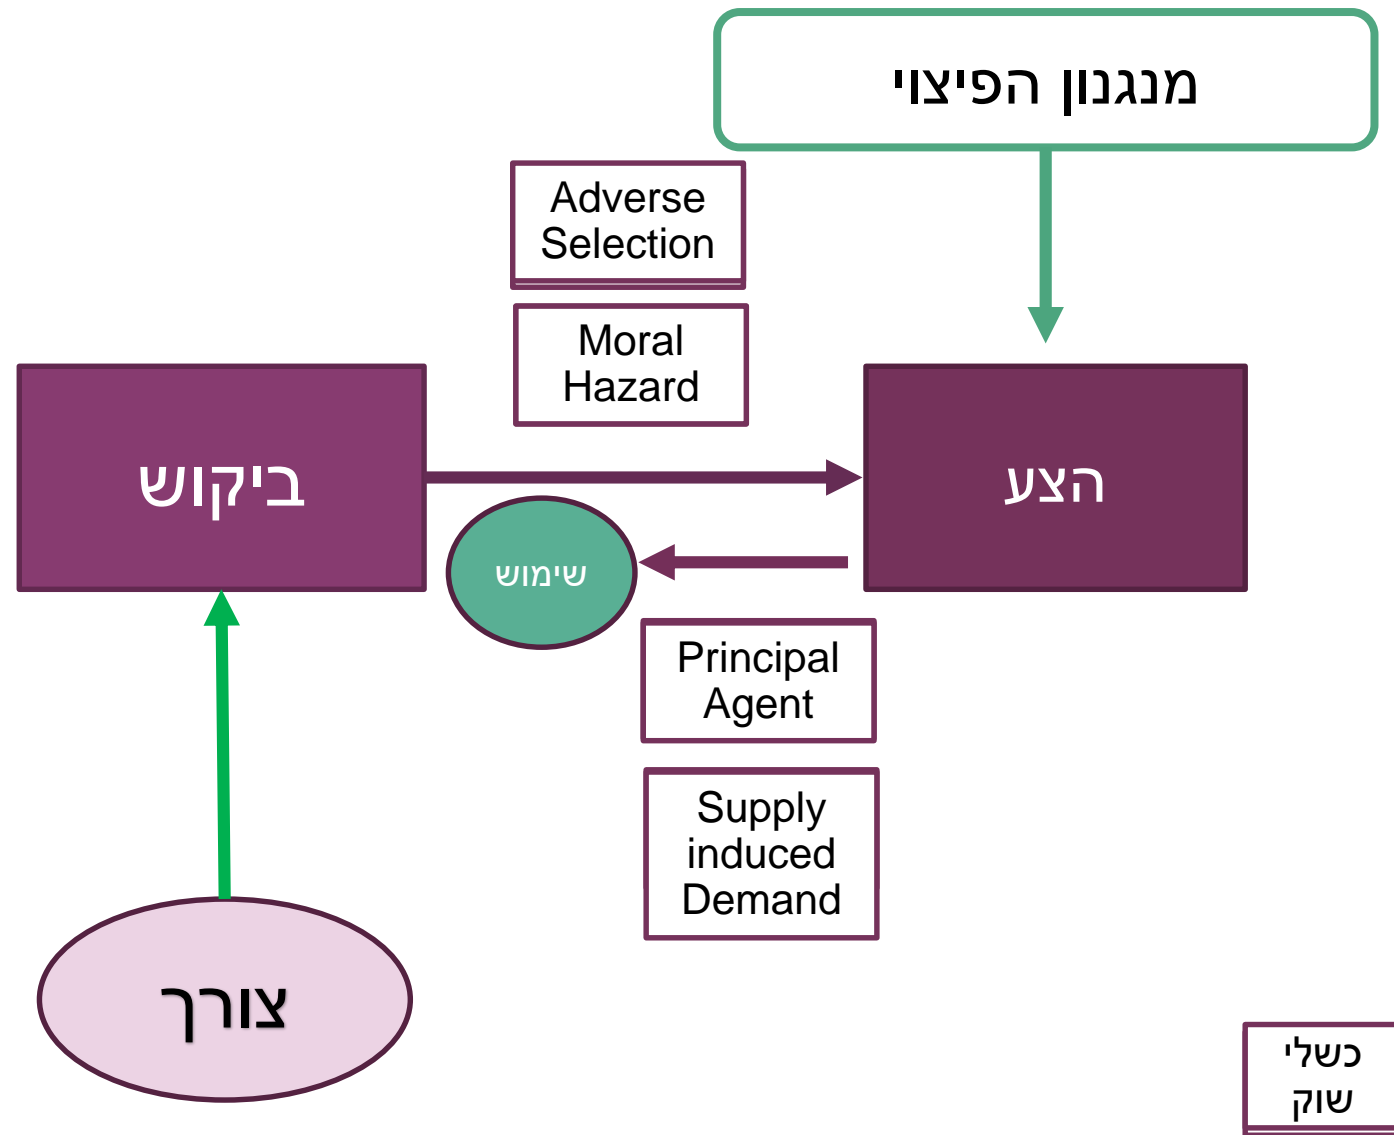 מנגנון הפיצוי
Adverse
Selection
Moral
Hazard
ביקוש
הצע
שימוש
Principal
Agent
Supply
induced
Demand
צורך
כשלי
שוק